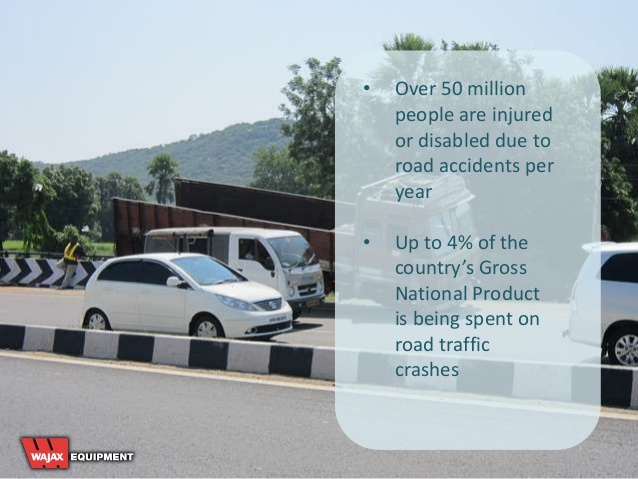 • Over 50 million
people are injured
or disabled due to
road accidents per
year
• Up to 4% of the
country’s Gross
National Product
is being spent on
road traffic
crashes
WAJAX EQUIPMENT